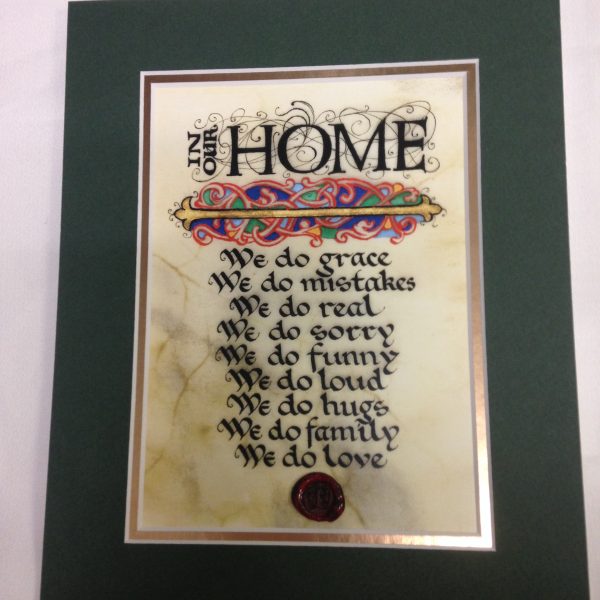 IN OUR HOME
We do grace
We do mistakes
We do real
We do sorry
We do funny
We do loud
We do hugs
We do family
We do love